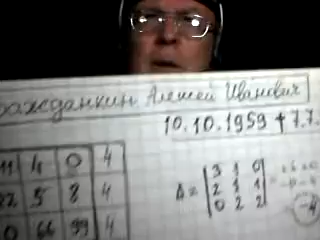 ражданкин Алексей Иванович
10.10.1959 + 7.7.
11 4 0 4
22 5 8 4
0 66 99 4
Δ = | 3 1 0 |
| 2 1 1 |
| 0 2 2 |
-4